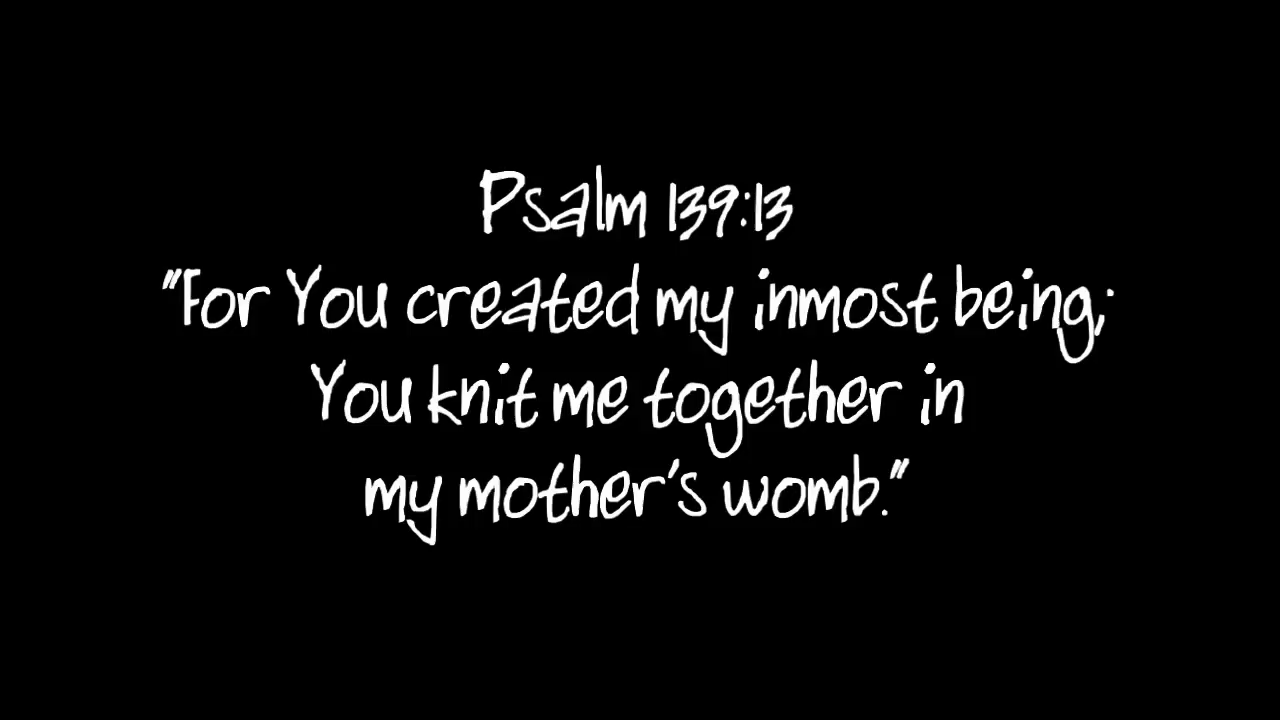 Psalm 139:13
"For You created my inmost being;
You knit me together in
my mother's womb."